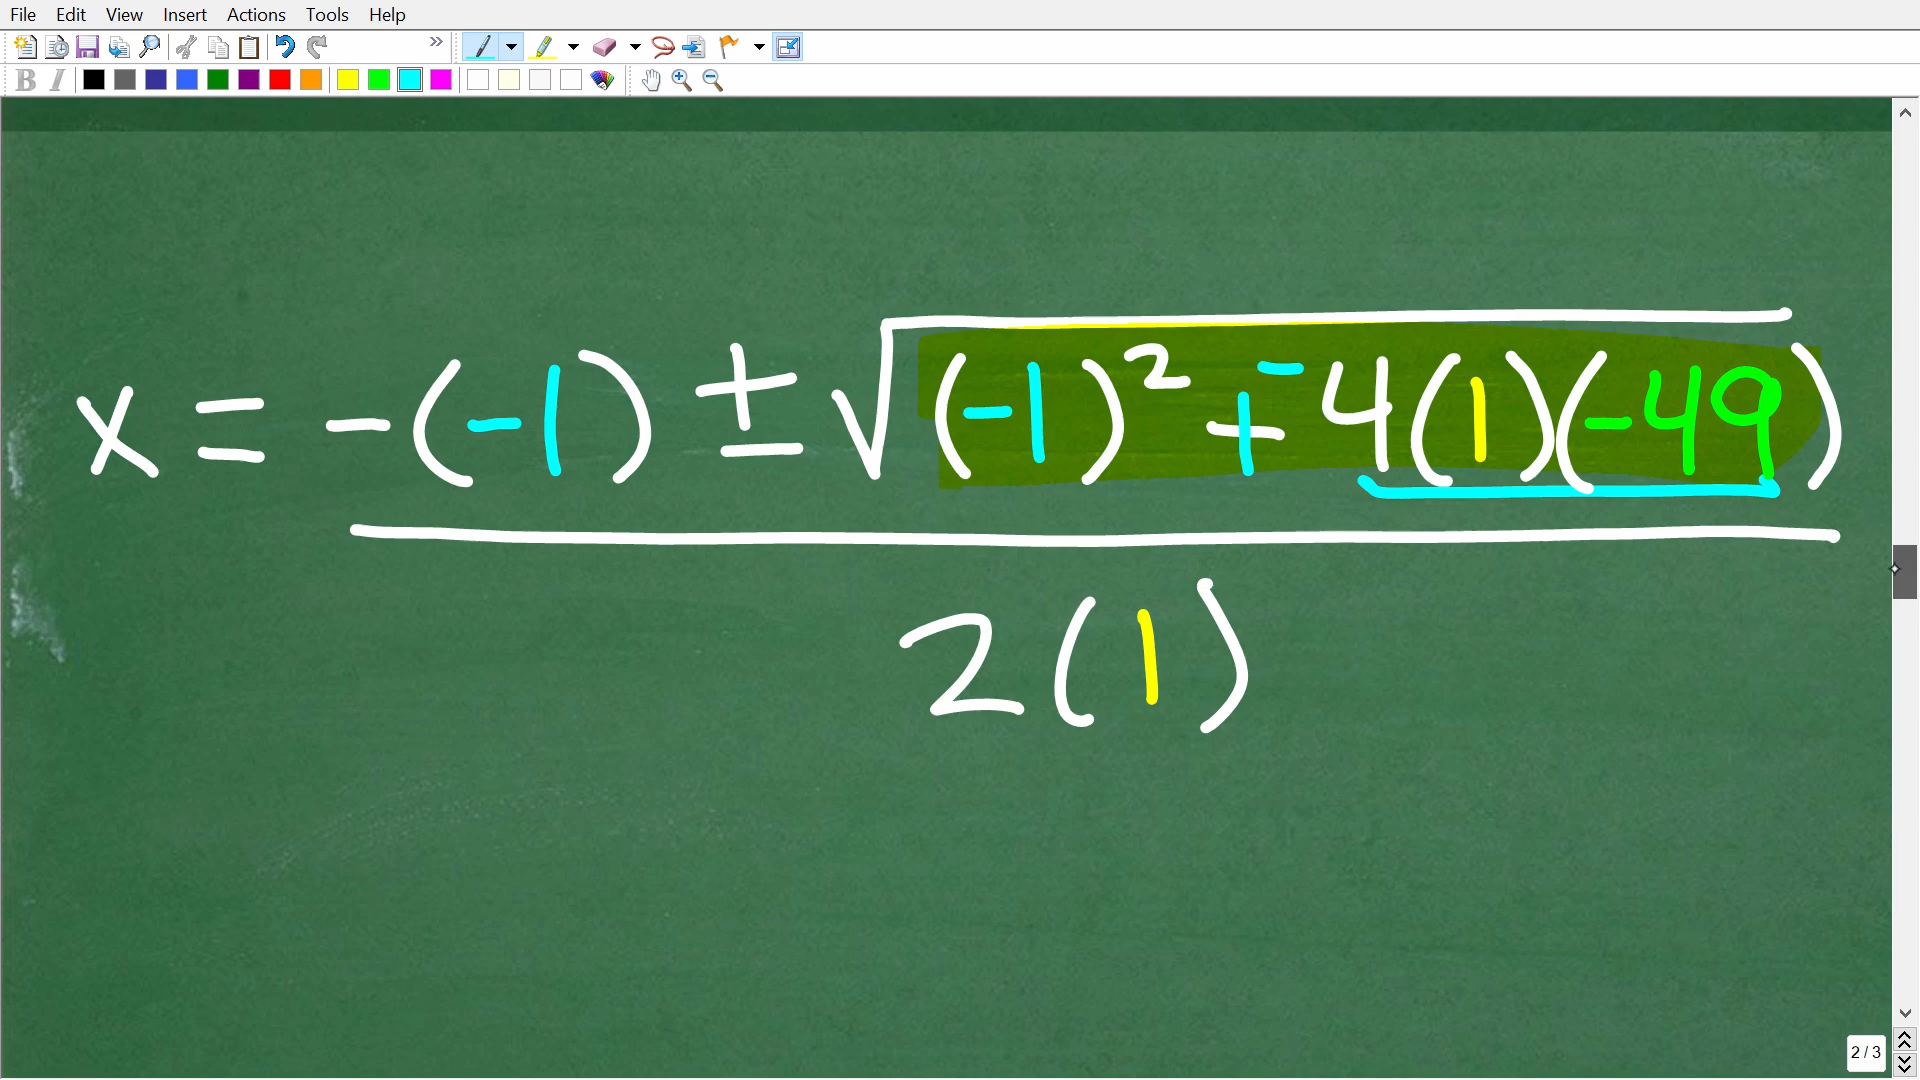 File Edit View Insert Actions Tools Help
B I
x = -(-1) ± √(-1)² + -4(1)(-49)
2(1)
2 / 3